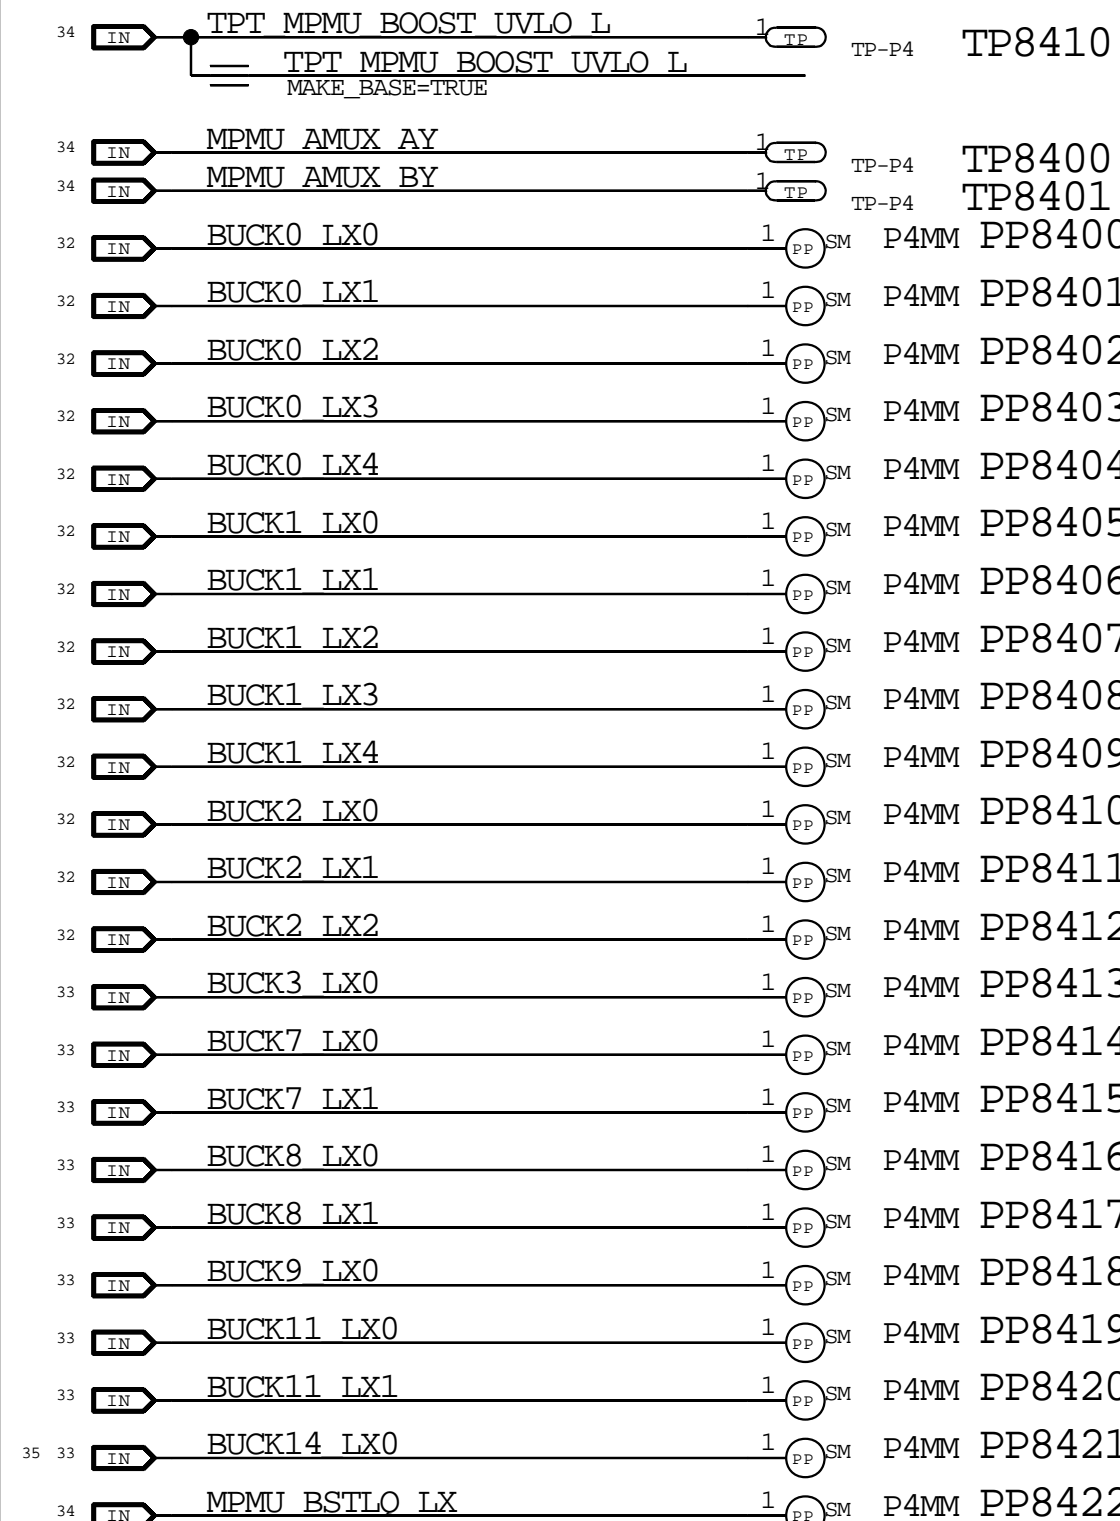 34 IN TPT_MPMU_BOOST_UVLO_L 1 TP TP-P4 TP8410
TPT_MPMU_BOOST_UVLO_L
MAKE_BASE=TRUE
34 IN MPMU_AMUX_AY 1 TP TP-P4 TP8400
34 IN MPMU_AMUX_BY 1 TP TP-P4 TP8401
32 IN BUCK0_LX0 1 PP SM P4MM PP8400
32 IN BUCK0_LX1 1 PP SM P4MM PP8401
32 IN BUCK0_LX2 1 PP SM P4MM PP8402
32 IN BUCK0_LX3 1 PP SM P4MM PP8403
32 IN BUCK0_LX4 1 PP SM P4MM PP8404
32 IN BUCK1_LX0 1 PP SM P4MM PP8405
32 IN BUCK1_LX1 1 PP SM P4MM PP8406
32 IN BUCK1_LX2 1 PP SM P4MM PP8407
32 IN BUCK1_LX3 1 PP SM P4MM PP8408
32 IN BUCK1_LX4 1 PP SM P4MM PP8409
32 IN BUCK2_LX0 1 PP SM P4MM PP8410
32 IN BUCK2_LX1 1 PP SM P4MM PP8411
32 IN BUCK2_LX2 1 PP SM P4MM PP8412
33 IN BUCK3_LX0 1 PP SM P4MM PP8413
33 IN BUCK7_LX0 1 PP SM P4MM PP8414
33 IN BUCK7_LX1 1 PP SM P4MM PP8415
33 IN BUCK8_LX0 1 PP SM P4MM PP8416
33 IN BUCK8_LX1 1 PP SM P4MM PP8417
33 IN BUCK9_LX0 1 PP SM P4MM PP8418
33 IN BUCK11_LX0 1 PP SM P4MM PP8419
33 IN BUCK11_LX1 1 PP SM P4MM PP8420
35 33 IN BUCK14_LX0 1 PP SM P4MM PP8421
34 IN MPMU_BSTLQ_LX 1 PP SM P4MM PP8422